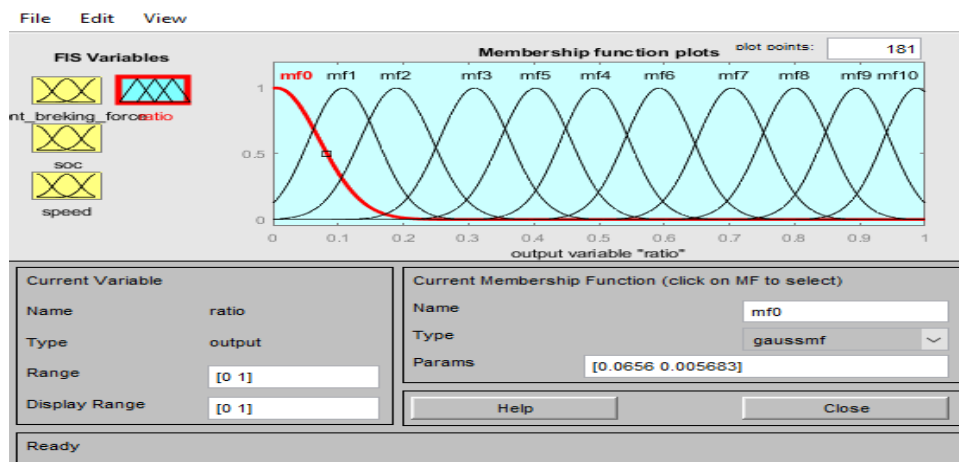 File Edit View
FIS Variables
Membership function plots
plot points: 181
mf0 mf1 mf2 mf3 mf5 mf4 mf6 mf7 mf8 mf9 mf10
1
0.5
0
0 0.1 0.2 0.3 0.4 0.5 0.6 0.7 0.8 0.9 1
output variable "ratio"
nt_breking_force
ratio
soc
speed
Current Variable
Name ratio
Type output
Range [0 1]
Display Range [0 1]
Current Membership Function (click on MF to select)
Name mf0
Type gaussmf
Params [0.0656 0.005683]
Help Close
Ready